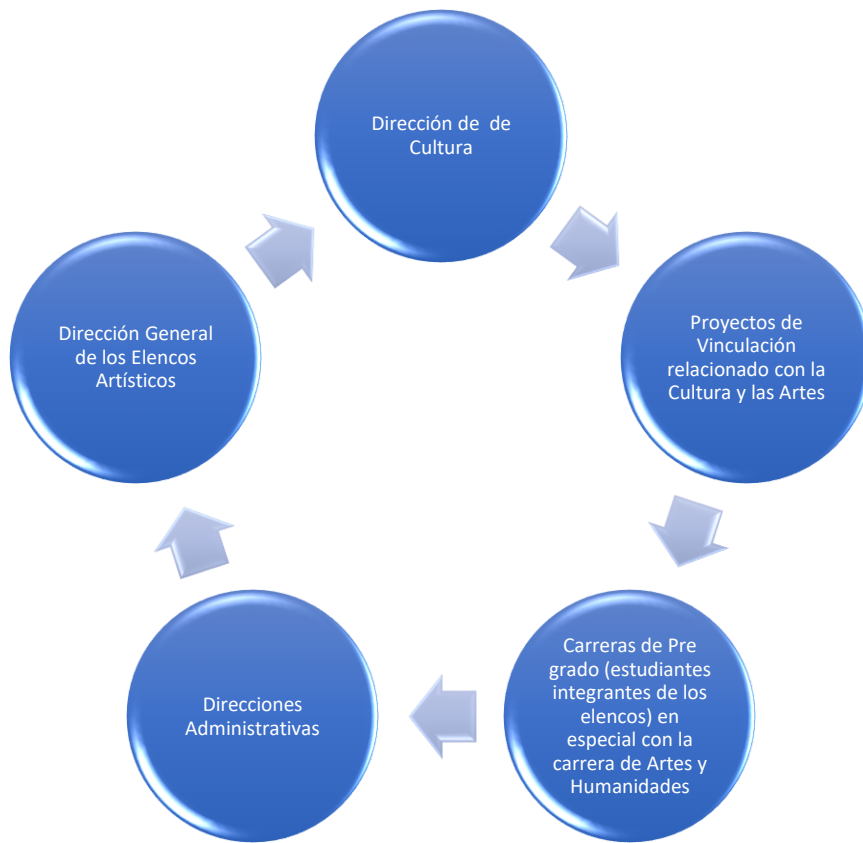 Dirección de  de
Cultura
Proyectos de
Vinculación
relacionado con la
Cultura y las Artes
Carreras de Pre
grado (estudiantes
integrantes de los
elencos) en
especial con la
carrera de Artes y
Humanidades
Direcciones
Administrativas
Dirección General
de los Elencos
Artísticos